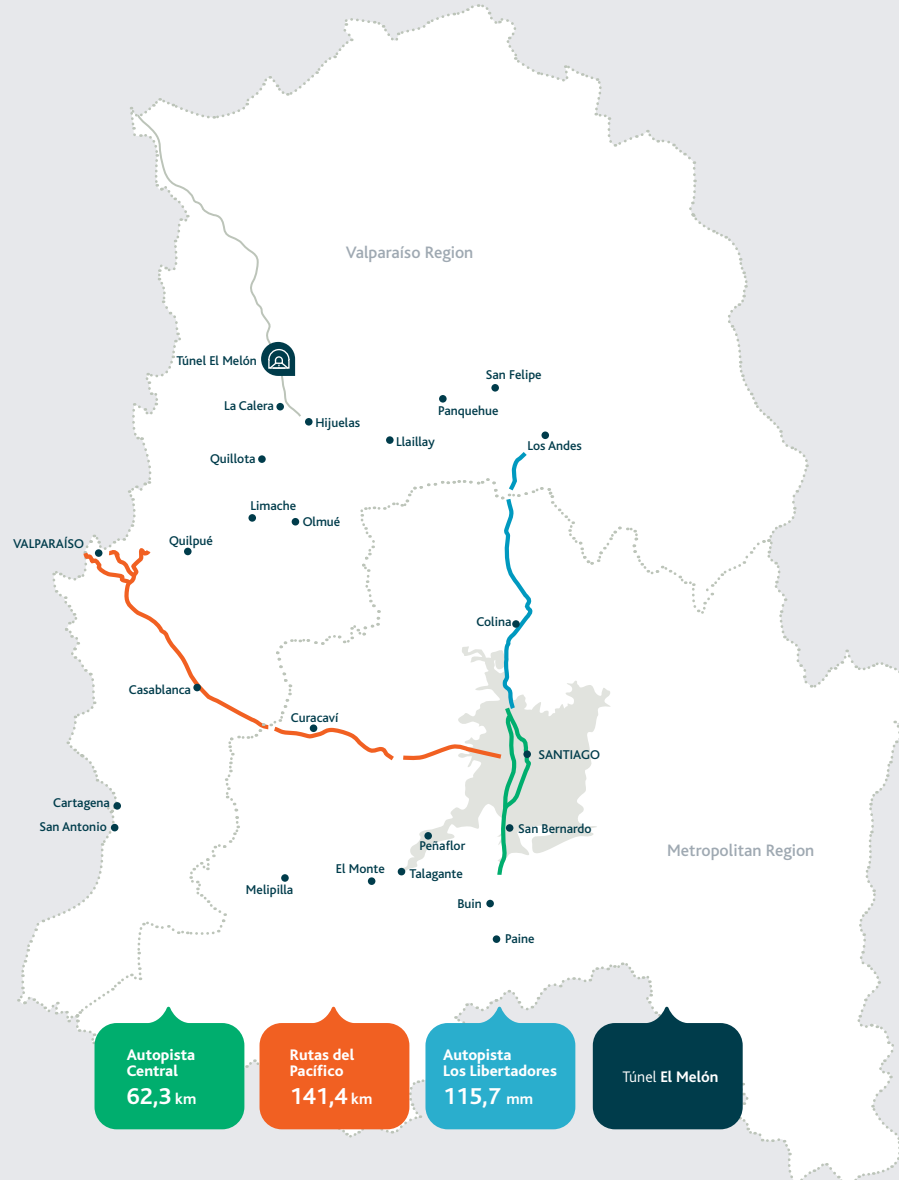 Valparaíso Region
Túnel El Melón
San Felipe
Panquehue
La Calera
Hijuelas
Llaillay
Los Andes
Quillota
Limache
Olmué
VALPARAÍSO
Quilpué
Colina
Casablanca
Curacaví
SANTIAGO
Cartagena
San Antonio
San Bernardo
Peñaflor
Metropolitan Region
El Monte
Talagante
Melipilla
Buin
Paine
Autopista
Central
62,3 km
Rutas del
Pacífico
141,4 km
Autopista
Los Libertadores
115,7 mm
Túnel El Melón